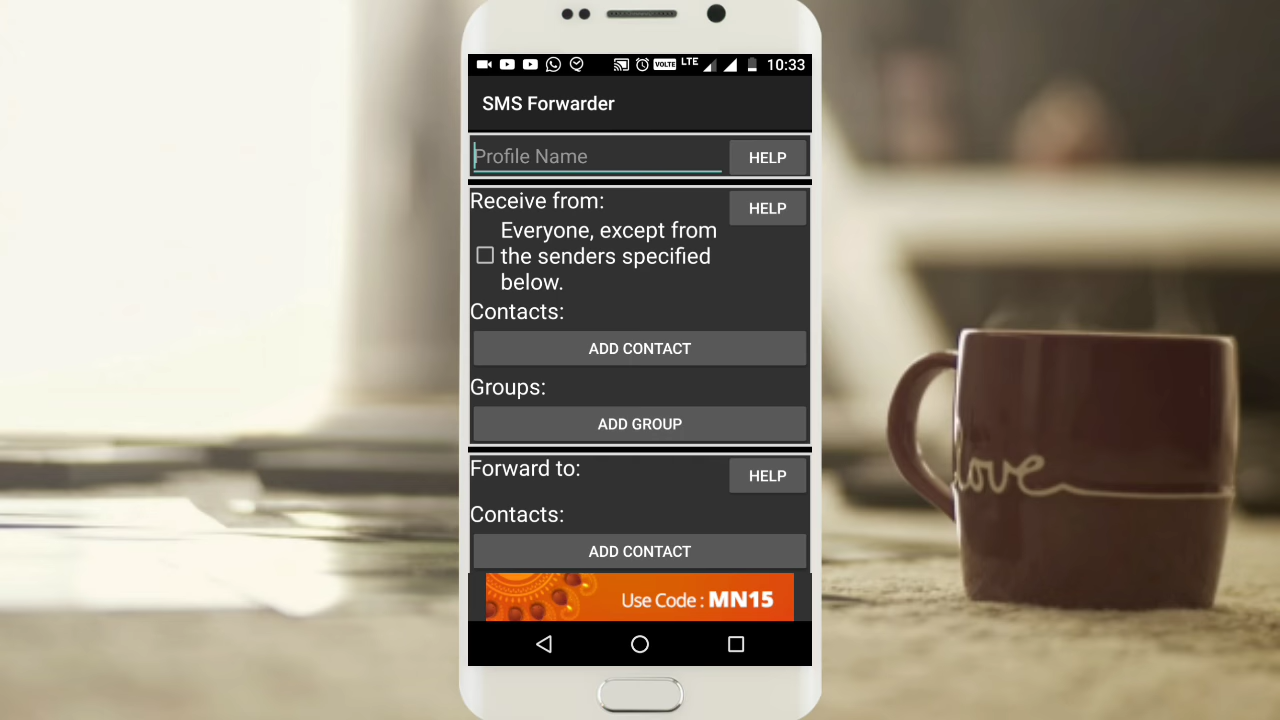 VOLTE LTE 10:33
SMS Forwarder
Profile Name HELP
Receive from: HELP
Everyone, except from
the senders specified
below.
Contacts:
ADD CONTACT
Groups:
ADD GROUP
Forward to: HELP
Contacts:
ADD CONTACT
Use Code : MN15
love